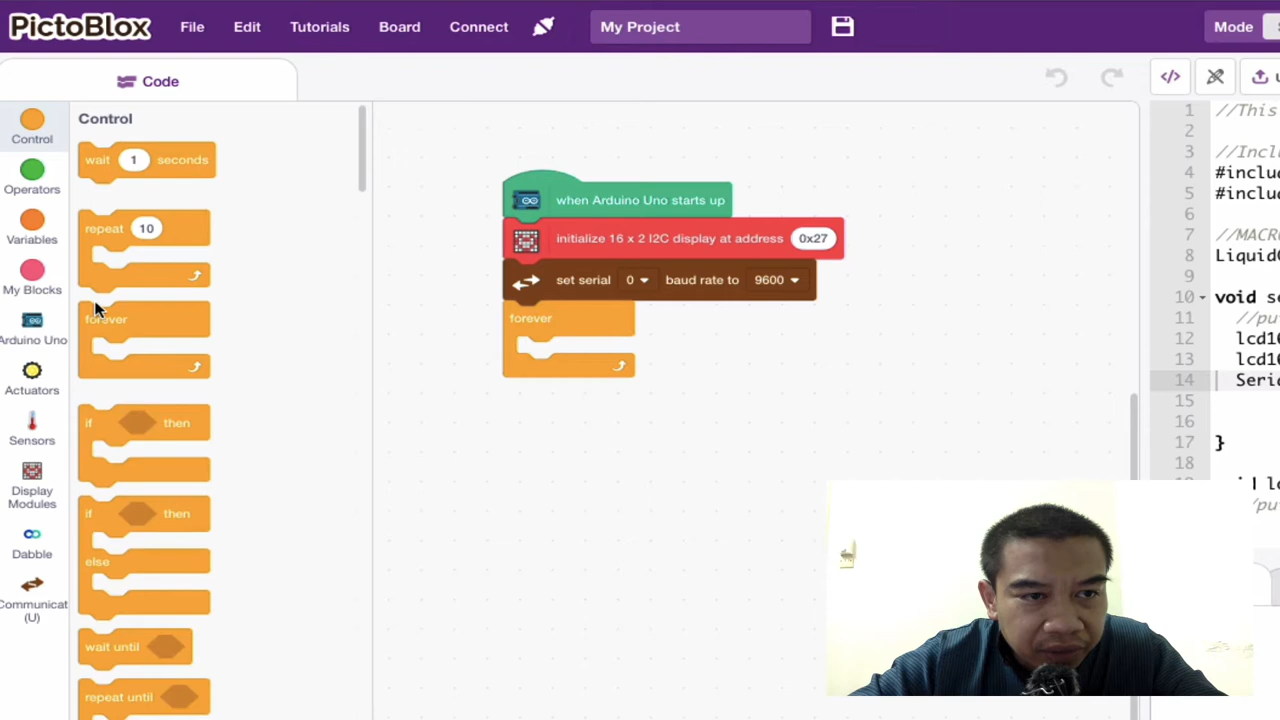 PictoBlox File Edit Tutorials Board Connect My Project Mode
Code
Control
Operators
Variables
My Blocks
Arduino Uno
Actuators
Sensors
Display
Modules
Dabble
Communicat
(U)
Control
wait 1 seconds
repeat 10
forever
if then
if then
else
wait until
repeat until
when Arduino Uno starts up
initialize 16 x 2 I2C display at address 0x27
set serial 0 baud rate to 9600
forever
1 //This
2
3 //Incl
4 #inclu
5 #inclu
6
7 //MACR
8 Liquid
9
10 void se
11 //pu
12 lcd16
13 lcd16
14 Seria
15
16
17 }
18